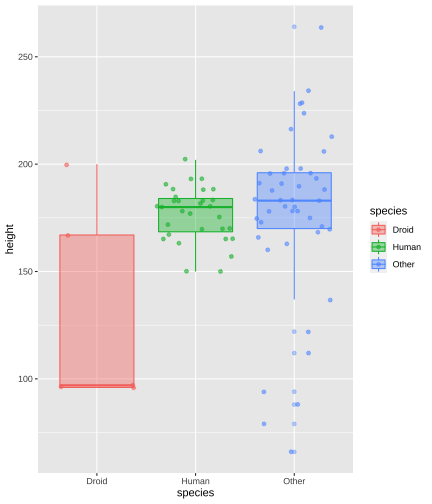 250
200
150
100
height
Droid
Human
Other
species
species
Droid
Human
Other